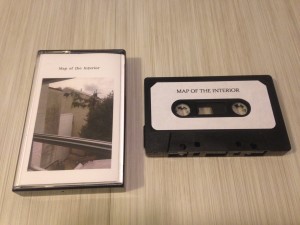 Map of the Interior
MAP OF THE INTERIOR